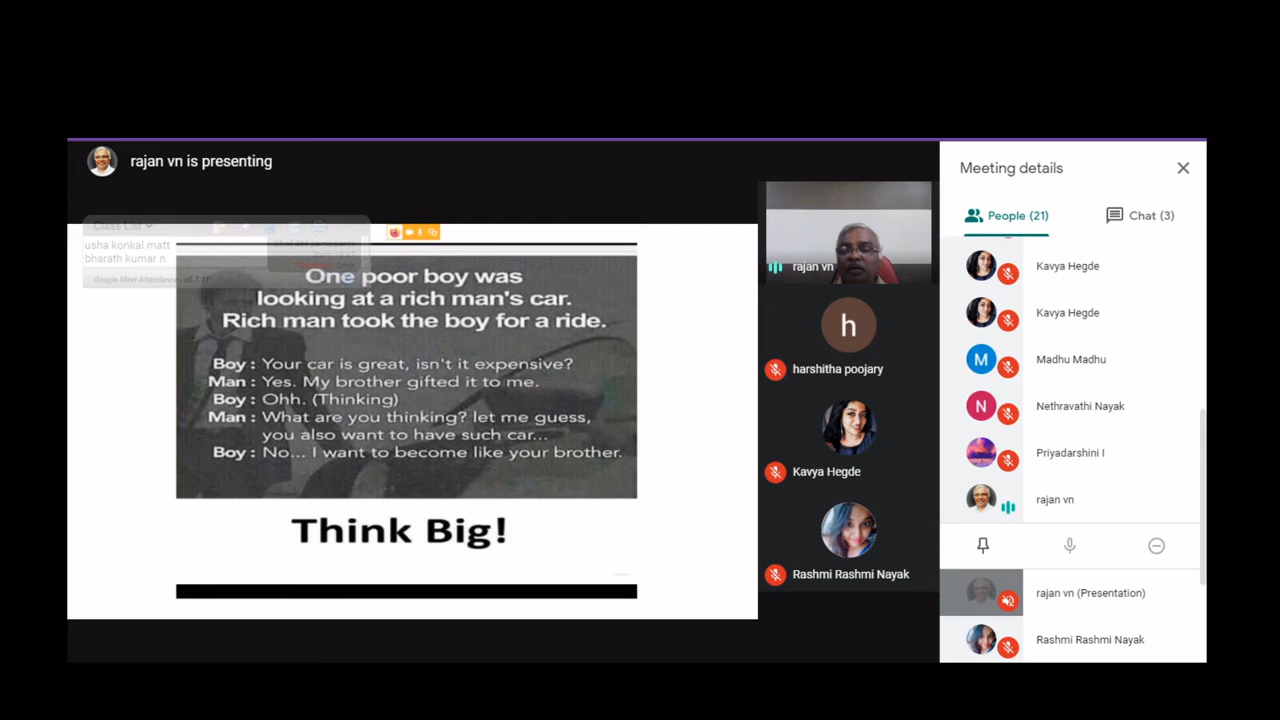 rajan vn is presenting
Class List
usha konkal matt
bharath kumar n
Google Meet Attendance
One poor boy was
looking at a rich man's car.
Rich man took the boy for a ride.
Boy : Your car is great, isn't it expensive?
Man : Yes. My brother gifted it to me.
Boy : Ohh. (Thinking)
Man : What are you thinking? let me guess,
you also want to have such car...
Boy : No... I want to become like your brother.
Think Big!
rajan vn
h
harshitha poojary
Kavya Hegde
Rashmi Rashmi Nayak
Meeting details
People (21)
Chat (3)
Kavya Hegde
Kavya Hegde
M
Madhu Madhu
N
Nethravathi Nayak
Priyadarshini I
rajan vn
rajan vn (Presentation)
Rashmi Rashmi Nayak